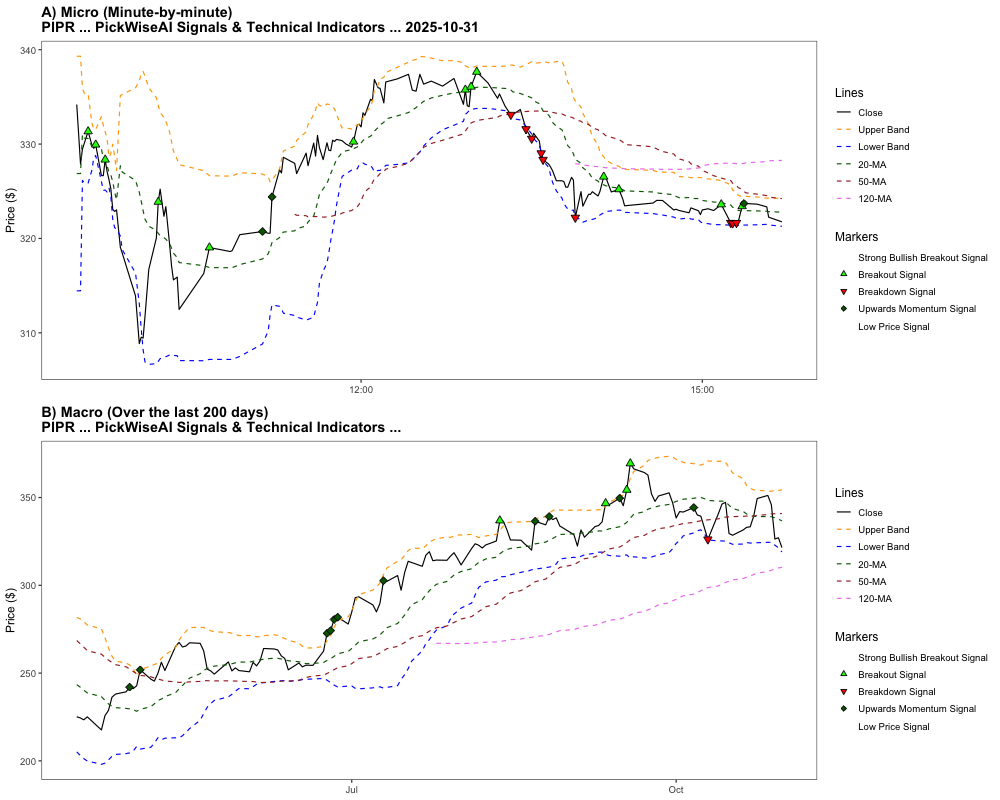 A) Micro (Minute-by-minute)
PIPR ... PickWiseAI Signals & Technical Indicators ... 2025-10-31
Price ($)
340
330
320
310
12:00
15:00
Lines
Close
Upper Band
Lower Band
20-MA
50-MA
120-MA
Markers
Strong Bullish Breakout Signal
Breakout Signal
Breakdown Signal
Upwards Momentum Signal
Low Price Signal
B) Macro (Over the last 200 days)
PIPR ... PickWiseAI Signals & Technical Indicators ...
Price ($)
350
300
250
200
Jul
Oct
Lines
Close
Upper Band
Lower Band
20-MA
50-MA
120-MA
Markers
Strong Bullish Breakout Signal
Breakout Signal
Breakdown Signal
Upwards Momentum Signal
Low Price Signal